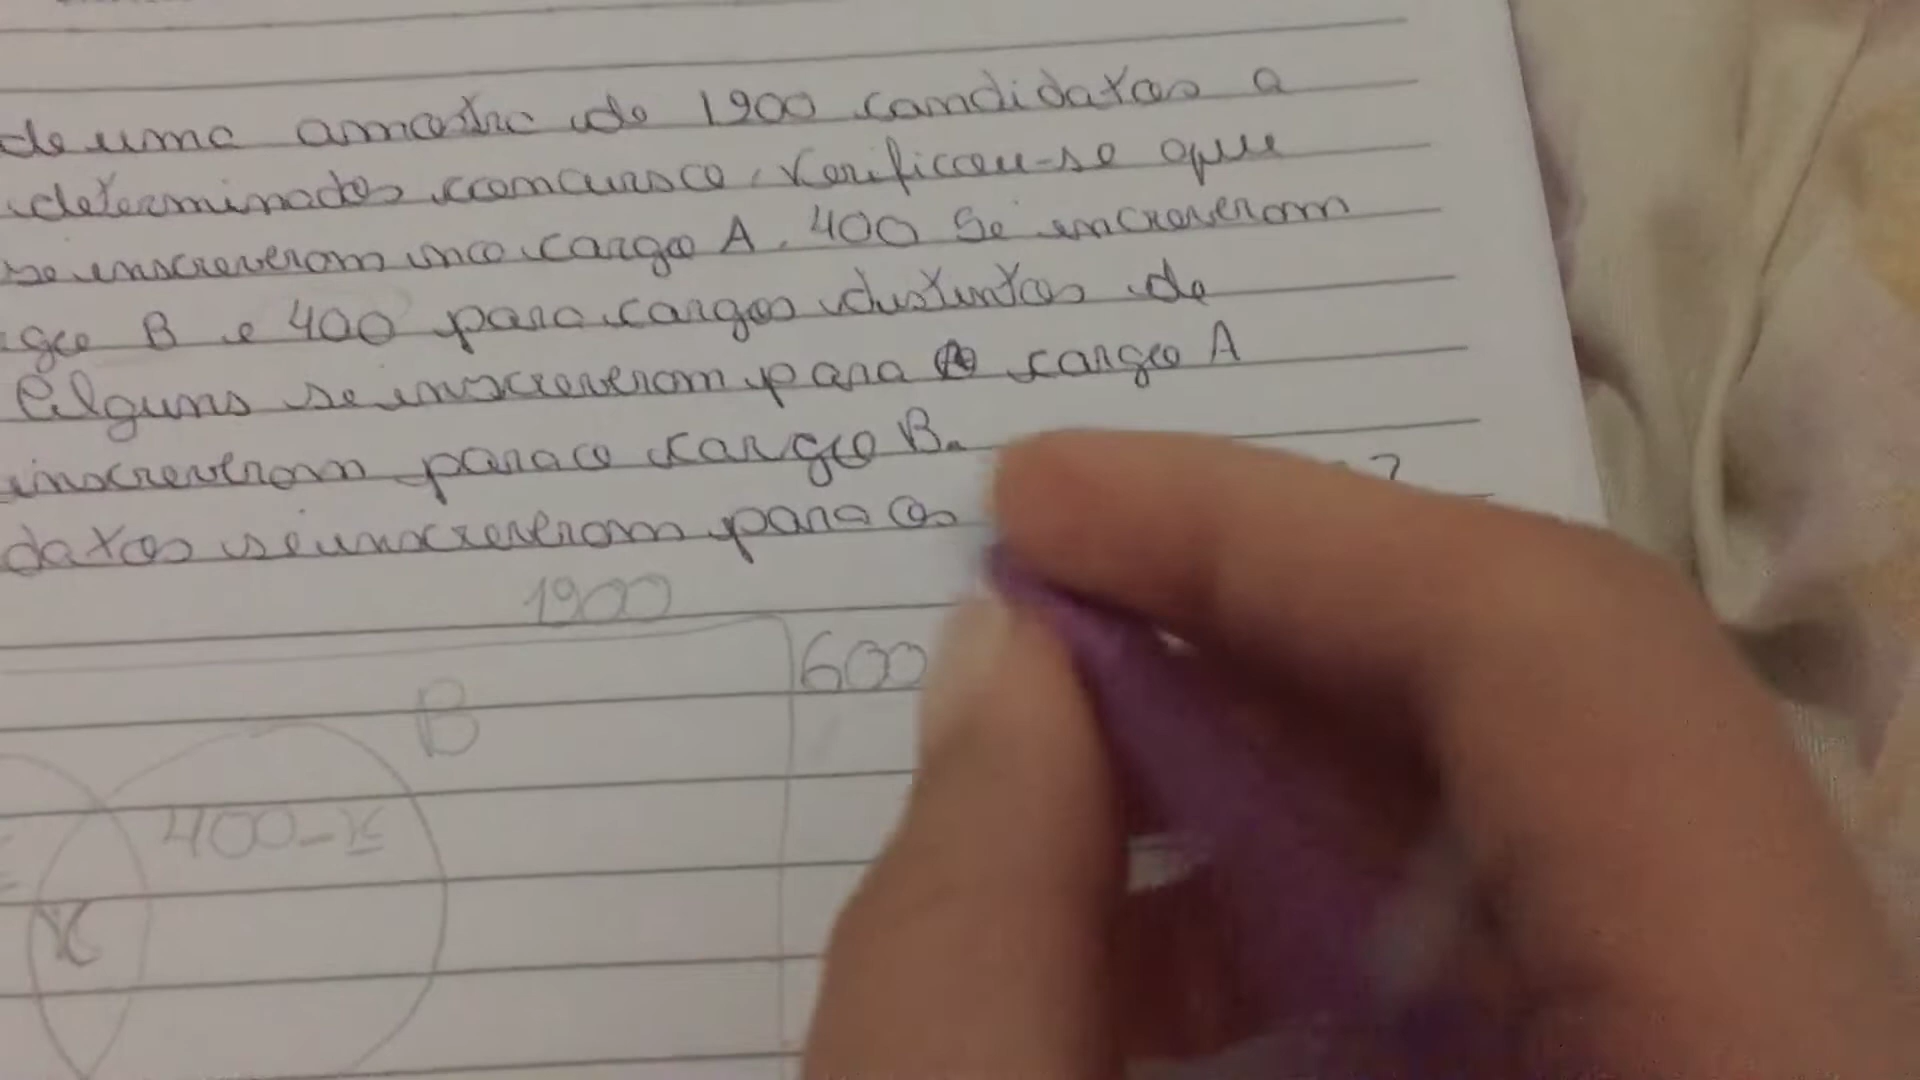 de uma amostra de 1900 candidatos a
determinados concurso. Verificou-se que
se inscreveram no cargo A. 400 Se inscreveram
go B e 400 para cargos distintos de
Alguns se inscreveram para cargo A
inscreveram para o cargo B.
?
datos se inscreveram para os
1900
600
B
400-x
x